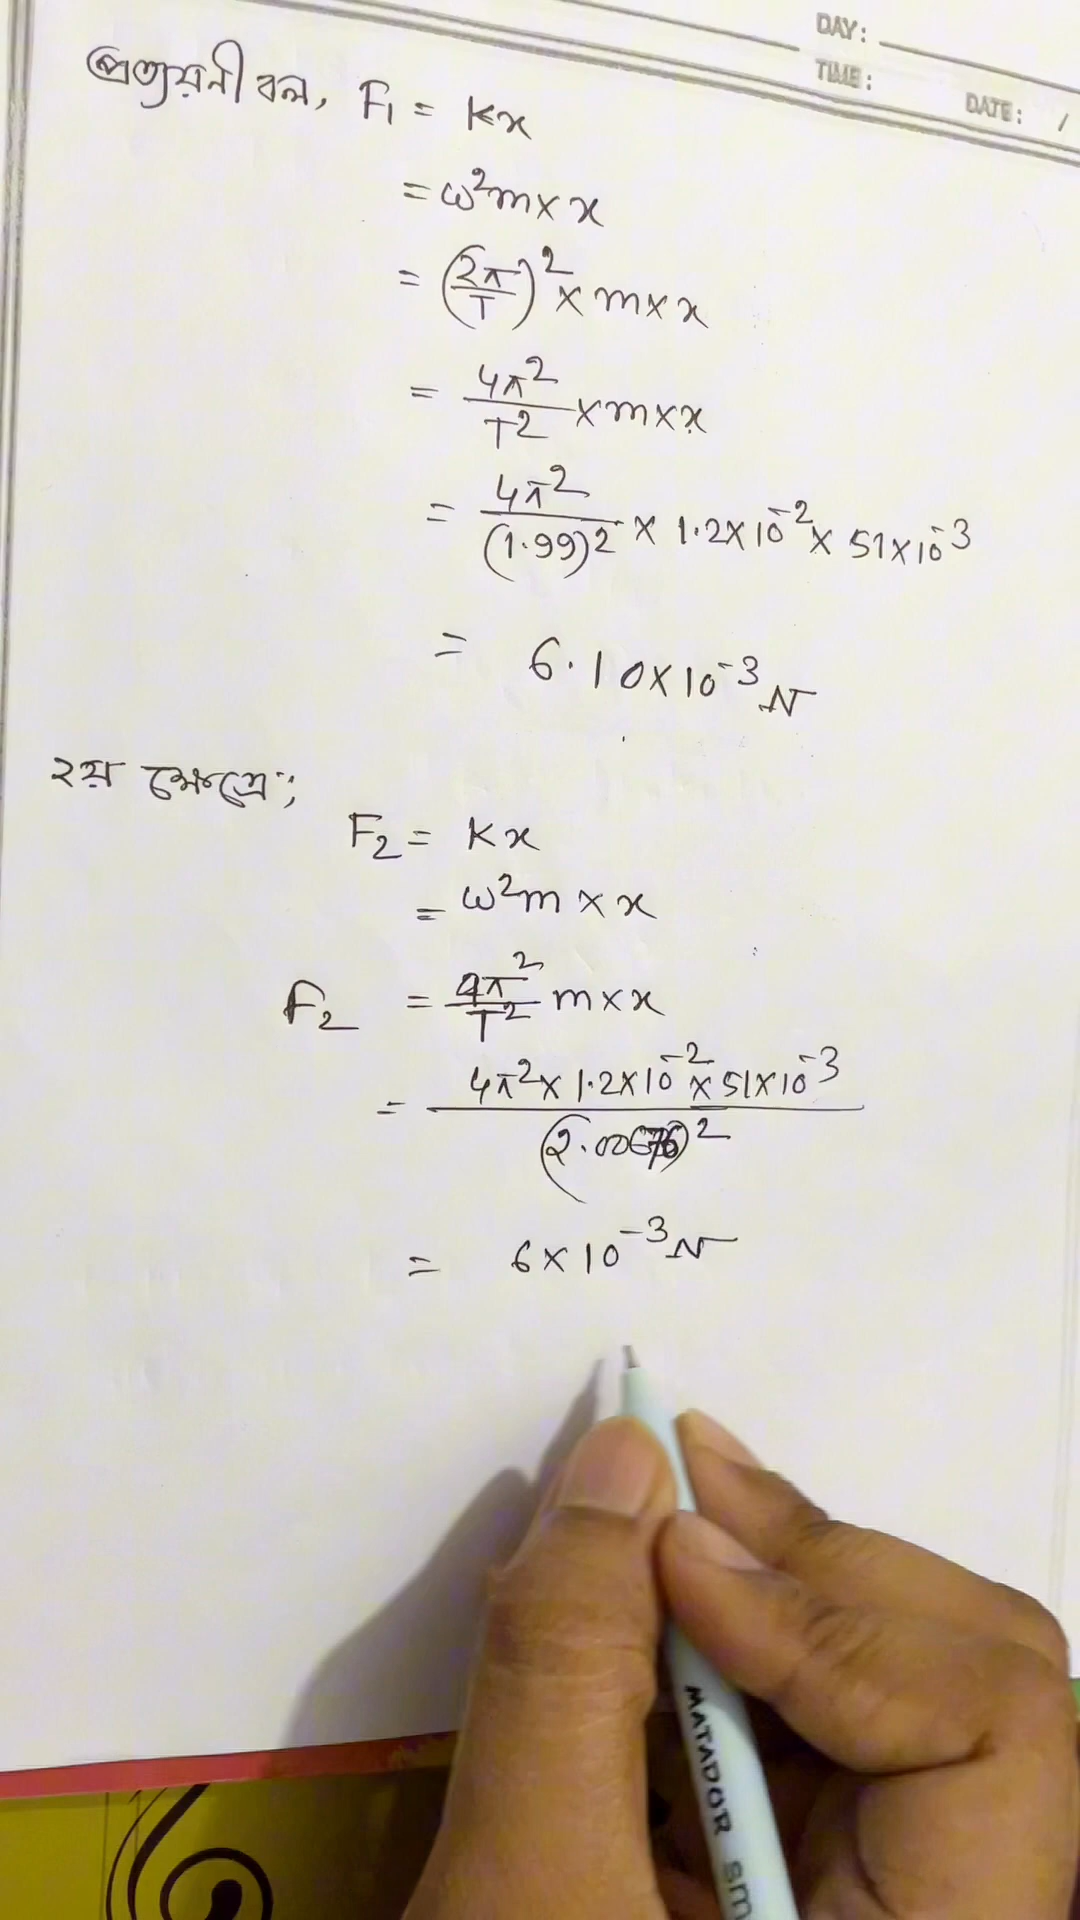 DAY:
TIME: DATE: /
প্রত্যয়নী বল, F₁ = Kx
= ω²m × x
= (2π/T)² × m × x
= 4π²/T² × m × x
= 4π²/(1.99)² × 1.2×10⁻² × 51×10⁻³
= 6.10×10⁻³ N
২য় ক্ষেত্রে;
F₂ = Kx
= ω²m × x
F₂ = 4π²/T² m × x
= 4π² × 1.2×10⁻² × 51×10⁻³/(2.00676)²
= 6×10⁻³ N
MATADOR sm